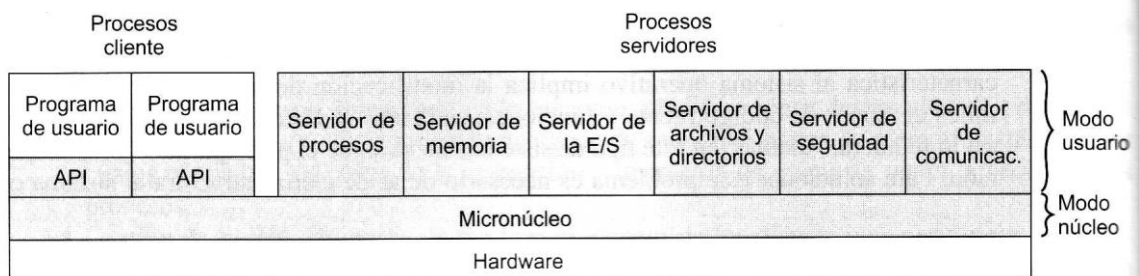 Procesos
cliente
Procesos
servidores
Programa
de usuario
Programa
de usuario
API
API
Servidor de
procesos
Servidor de
memoria
Servidor de
la E/S
Servidor de
archivos y
directorios
Servidor de
seguridad
Servidor
de
comunicac.
Modo
usuario
Micronúcleo
Modo
núcleo
Hardware